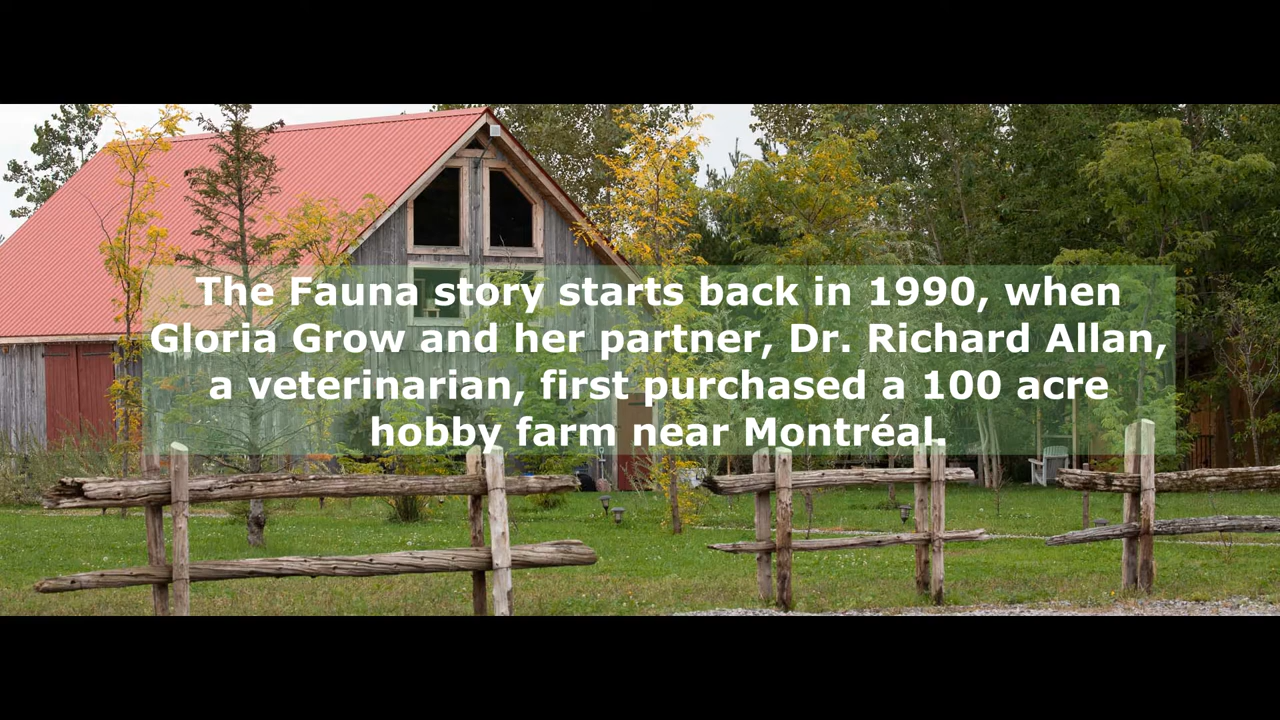 The Fauna story starts back in 1990, when
Gloria Grow and her partner, Dr. Richard Allan,
a veterinarian, first purchased a 100 acre
hobby farm near Montréal.